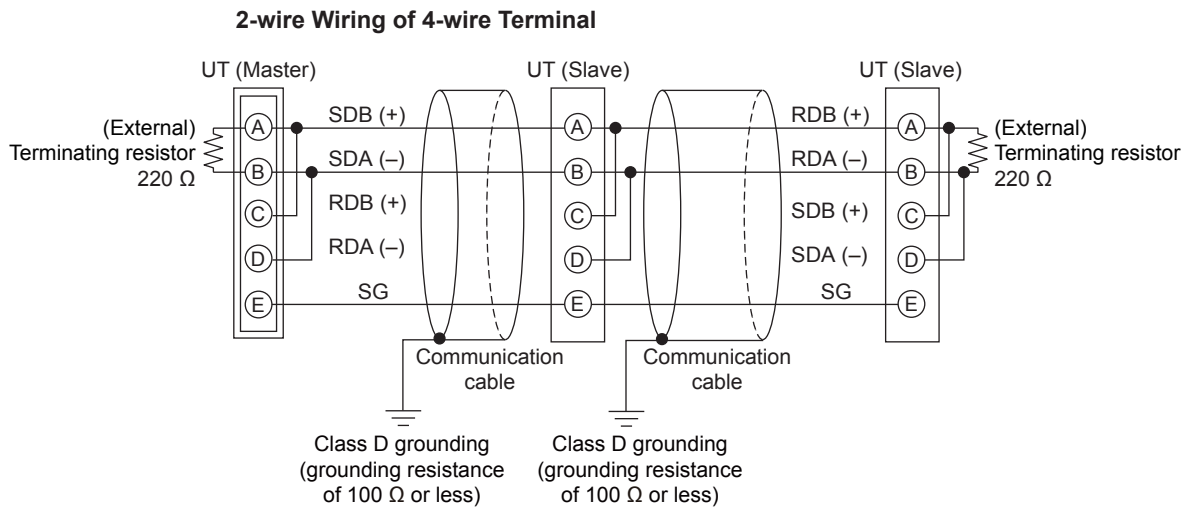 2-wire Wiring of 4-wire Terminal
UT (Master)
UT (Slave)
UT (Slave)
(External)
Terminating resistor
220 Ω
A
B
C
D
E
SDB (+)
SDA (–)
RDB (+)
RDA (–)
SG
A
B
C
D
E
RDB (+)
RDA (–)
SDB (+)
SDA (–)
SG
A
B
C
D
E
(External)
Terminating resistor
220 Ω
Communication
cable
Communication
cable
Class D grounding
(grounding resistance
of 100 Ω or less)
Class D grounding
(grounding resistance
of 100 Ω or less)